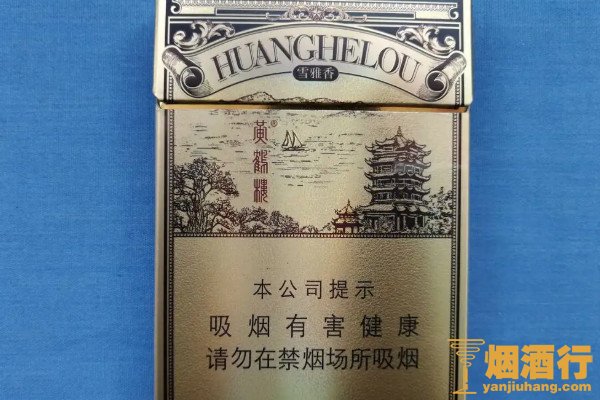 HUANGHELOU
雪雅香
黄鹤楼®
本公司提示
吸烟有害健康
请勿在禁烟场所吸烟
烟酒行
yanjiuhang.com